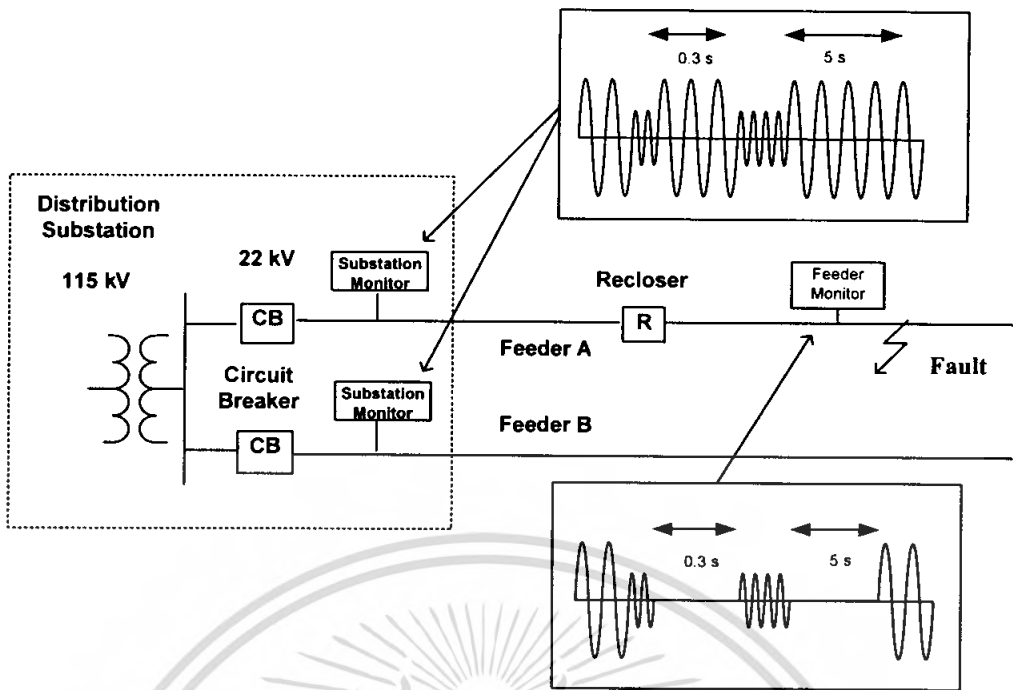 0.3 s
5 s
Distribution
Substation
115 kV
22 kV
Substation
Monitor
CB
Recloser
R
Feeder
Monitor
Feeder A
Fault
Circuit
Breaker
Substation
Monitor
CB
Feeder B
0.3 s
5 s